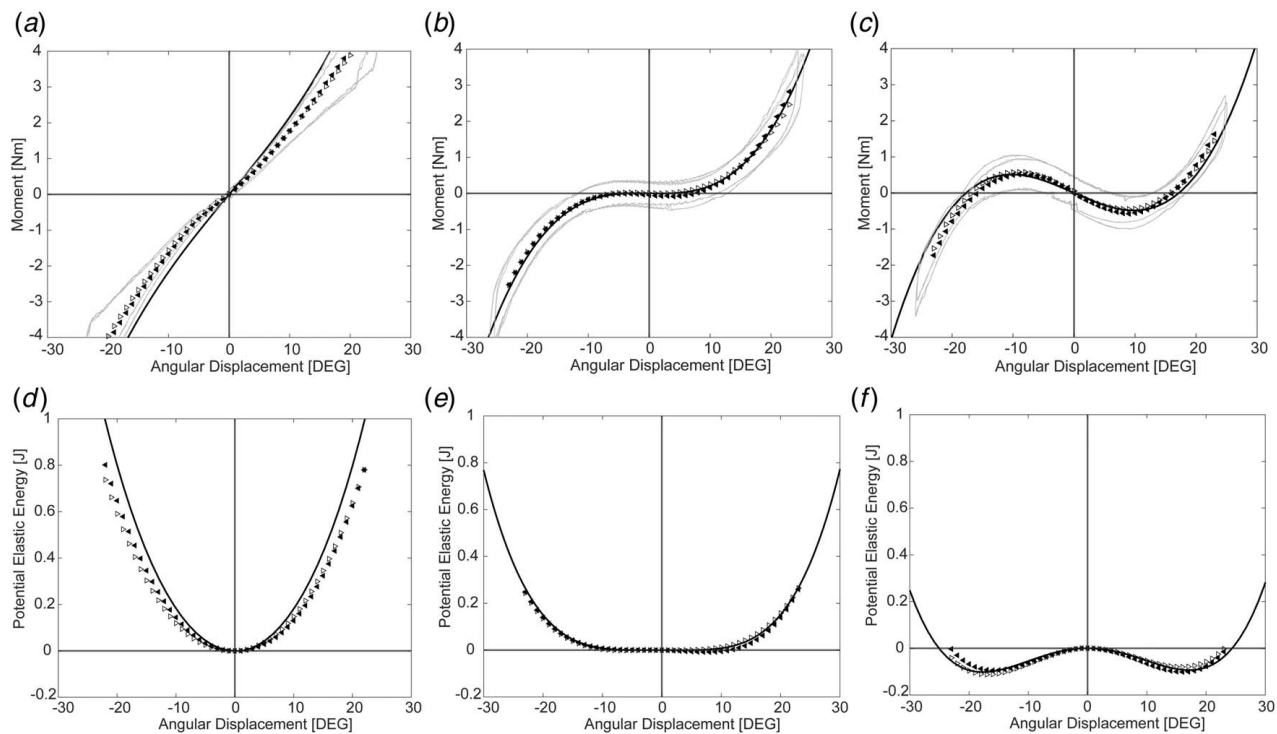 (a)
4
3
2
1
0
-1
-2
-3
-4
Moment [Nm]
-30 -20 -10 0 10 20 30
Angular Displacement [DEG]
(b)
4
3
2
1
0
-1
-2
-3
-4
Moment [Nm]
-30 -20 -10 0 10 20 30
Angular Displacement [DEG]
(c)
4
3
2
1
0
-1
-2
-3
-4
Moment [Nm]
-30 -20 -10 0 10 20 30
Angular Displacement [DEG]
(d)
1
0.8
0.6
0.4
0.2
0
-0.2
Potential Elastic Energy [J]
-30 -20 -10 0 10 20 30
Angular Displacement [DEG]
(e)
1
0.8
0.6
0.4
0.2
0
-0.2
Potential Elastic Energy [J]
-30 -20 -10 0 10 20 30
Angular Displacement [DEG]
(f)
1
0.8
0.6
0.4
0.2
0
-0.2
Potential Elastic Energy [J]
-30 -20 -10 0 10 20 30
Angular Displacement [DEG]